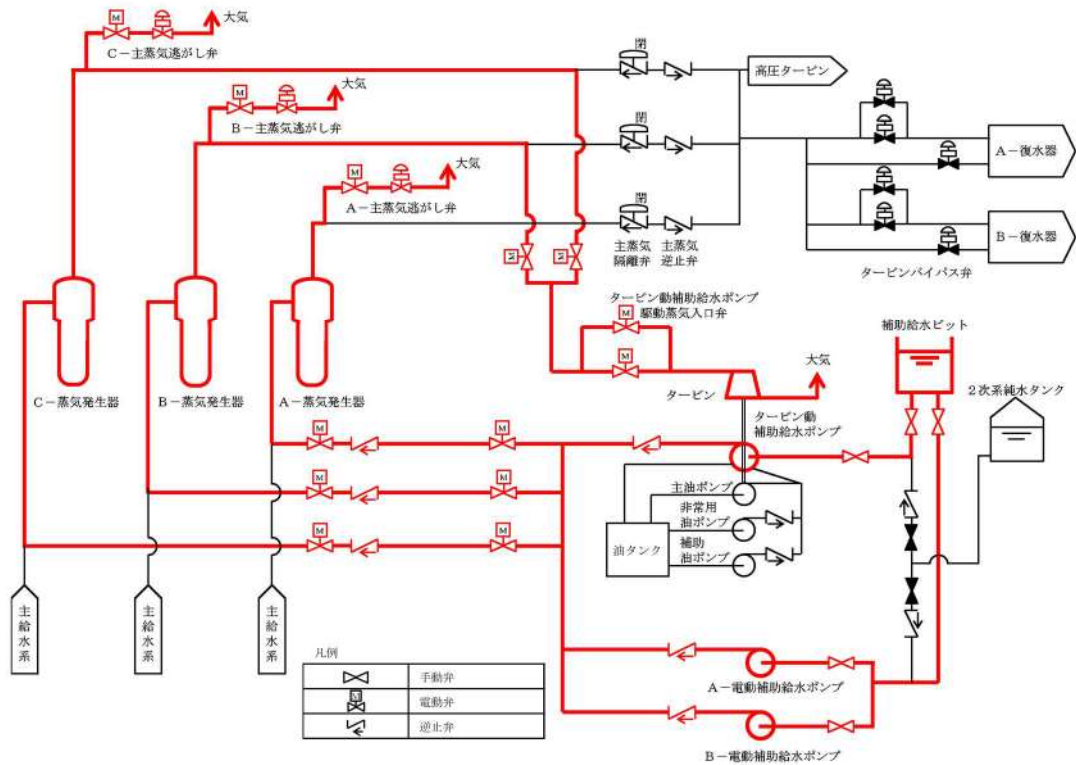 M
大気
C－主蒸気逃がし弁
M
大気
B－主蒸気逃がし弁
M
大気
A－主蒸気逃がし弁
閉
閉
閉
主蒸気
隔離弁
主蒸気
逆止弁
高圧タービン
A－復水器
B－復水器
タービンバイパス弁
M
M
タービン動補助給水ポンプ
駆動蒸気入口弁
M
M
大気
タービン
補助給水ピット
2次系純水タンク
C－蒸気発生器
B－蒸気発生器
A－蒸気発生器
タービン動
補助給水ポンプ
M
M
M
M
M
M
主油ポンプ
非常用
油ポンプ
補助
油ポンプ
油タンク
主給水系
主給水系
主給水系
A－電動補助給水ポンプ
B－電動補助給水ポンプ
凡例
手動弁
M
電動弁
逆止弁